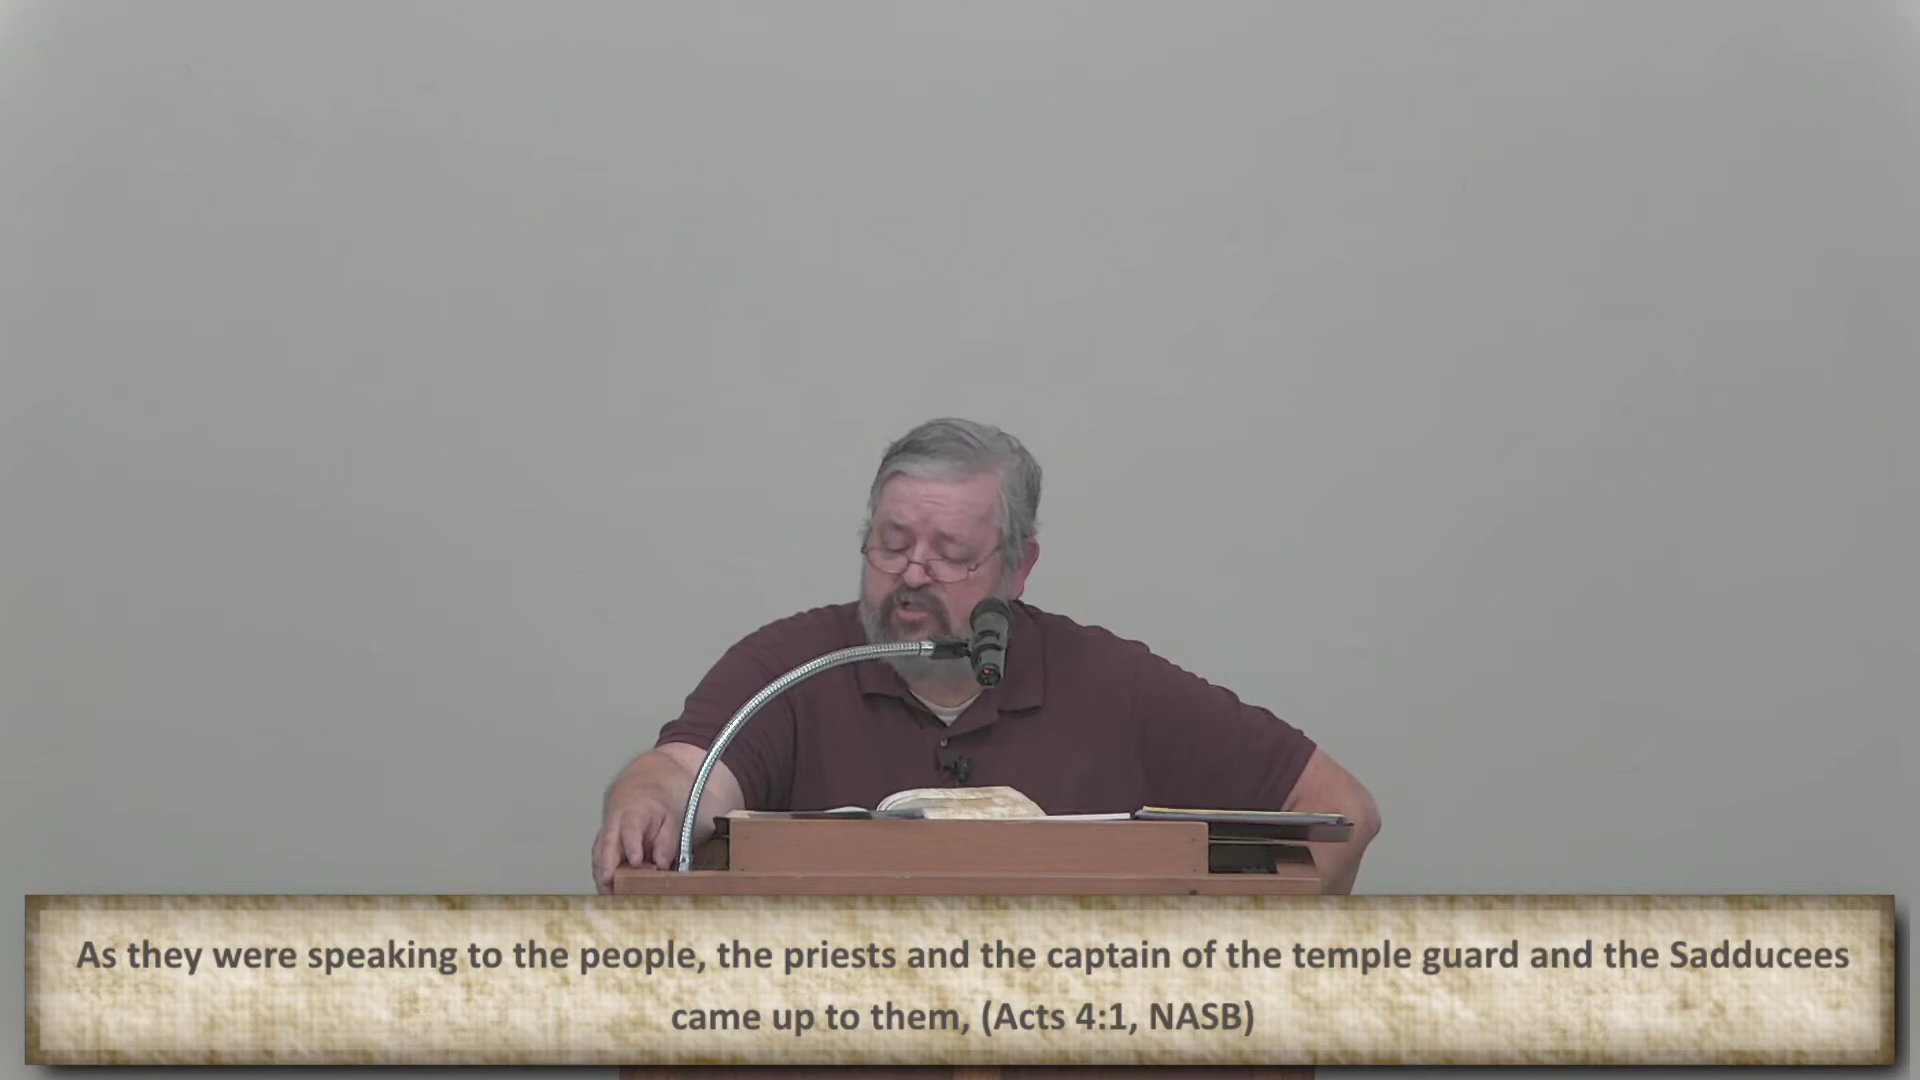 As they were speaking to the people, the priests and the captain of the temple guard and the Sadducees
came up to them, (Acts 4:1, NASB)